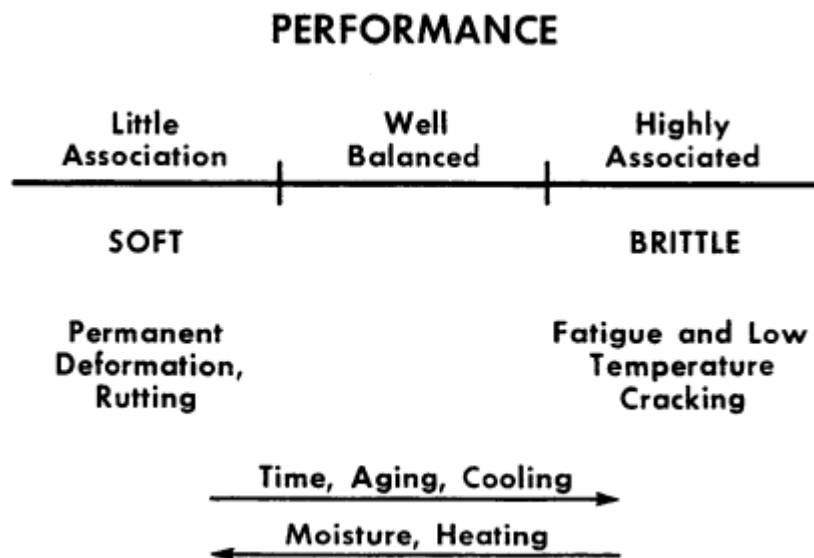 PERFORMANCE
Little
Association
Well
Balanced
Highly
Associated
SOFT
BRITTLE
Permanent
Deformation,
Rutting
Fatigue and Low
Temperature
Cracking
Time, Aging, Cooling
Moisture, Heating